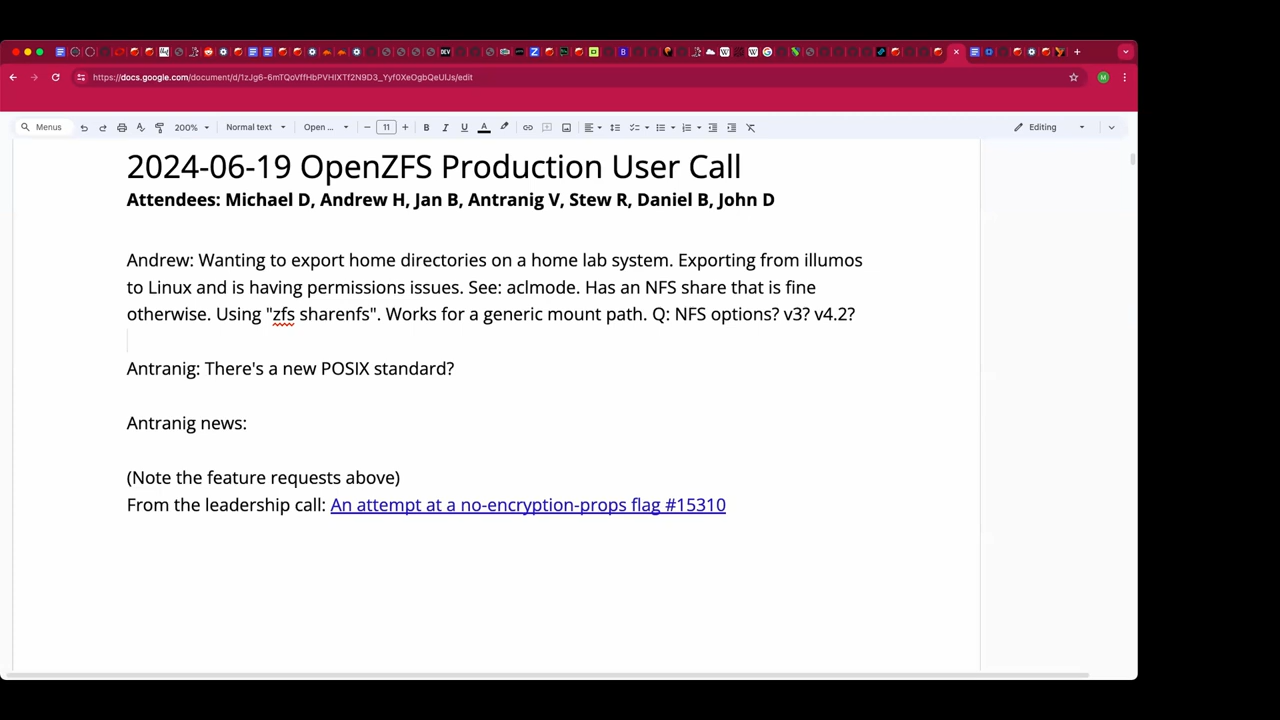 https://docs.google.com/document/d/1zJg6-6mTQoVffHbPVHIXTf2N9D3_Yyf0XeOgbQeUlJs/edit
Menus 200% Normal text Open ... 11 B I U A Editing
2024-06-19 OpenZFS Production User Call
Attendees: Michael D, Andrew H, Jan B, Antranig V, Stew R, Daniel B, John D
Andrew: Wanting to export home directories on a home lab system. Exporting from illumos
to Linux and is having permissions issues. See: aclmode. Has an NFS share that is fine
otherwise. Using "zfs sharenfs". Works for a generic mount path. Q: NFS options? v3? v4.2?
Antranig: There's a new POSIX standard?
Antranig news:
(Note the feature requests above)
From the leadership call: An attempt at a no-encryption-props flag #15310